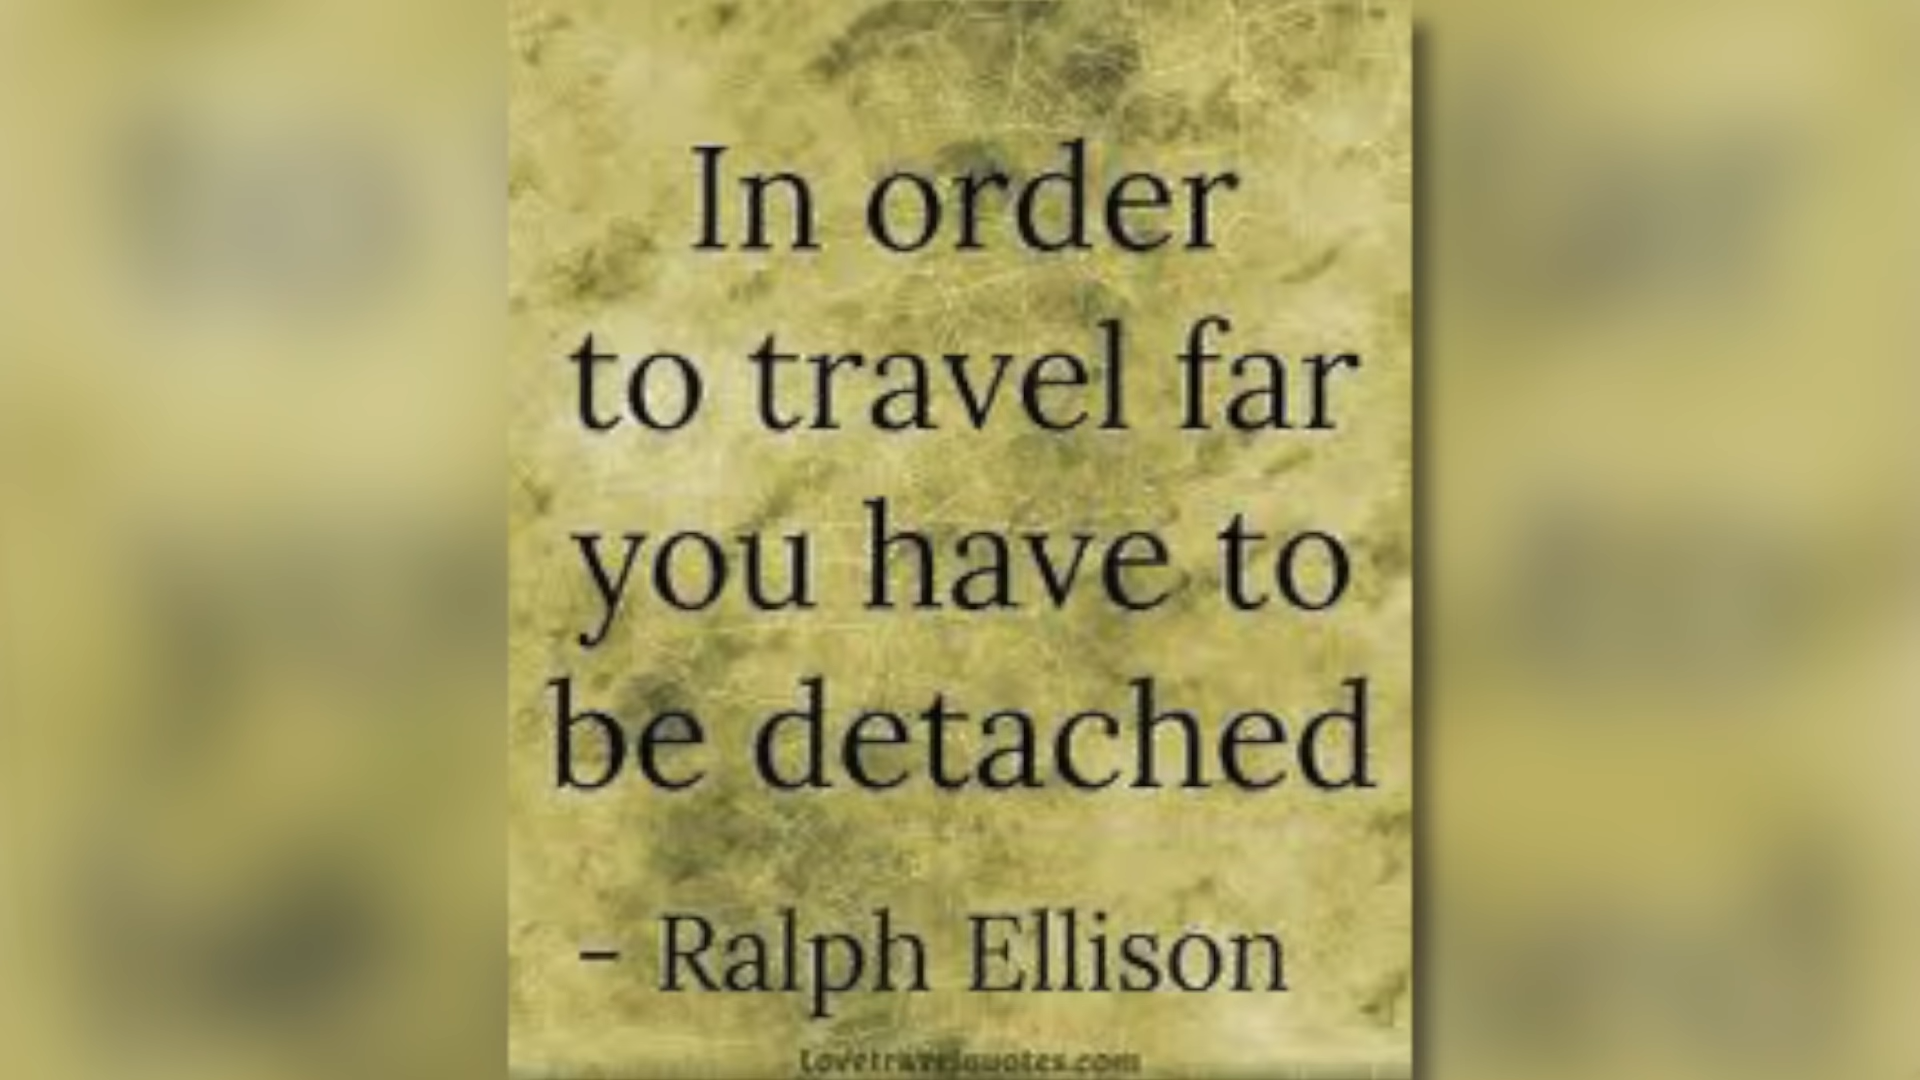 In order
to travel far
you have to
be detached
- Ralph Ellison
lovetravelquotes.com